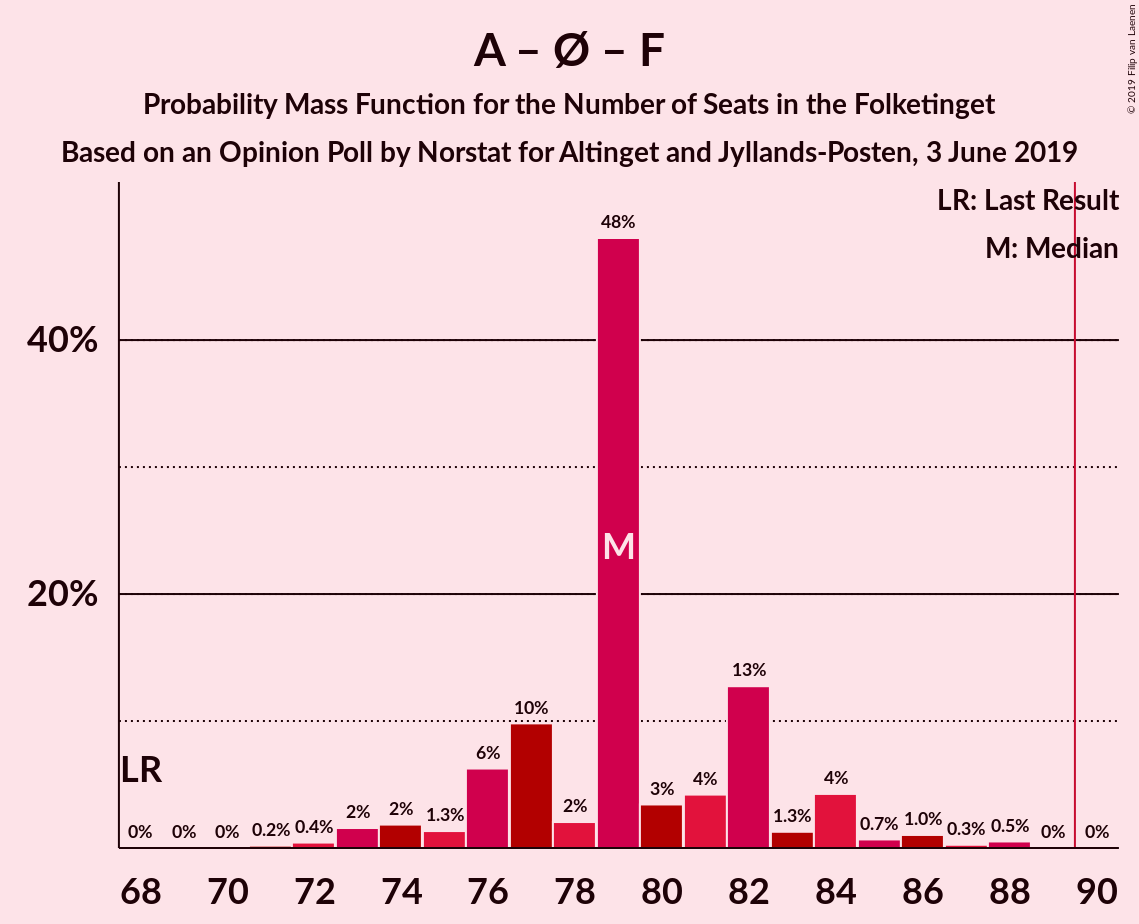 A – Ø – F
Probability Mass Function for the Number of Seats in the Folketinget
Based on an Opinion Poll by Norstat for Altinget and Jyllands-Posten, 3 June 2019
© 2019 Filip van Laenen
LR: Last Result
M: Median
40%
20%
LR
M
0% 0% 0% 0.2% 0.4% 2% 2% 1.3% 6% 10% 2% 48% 3% 4% 13% 1.3% 4% 0.7% 1.0% 0.3% 0.5% 0% 0%
68 70 72 74 76 78 80 82 84 86 88 90